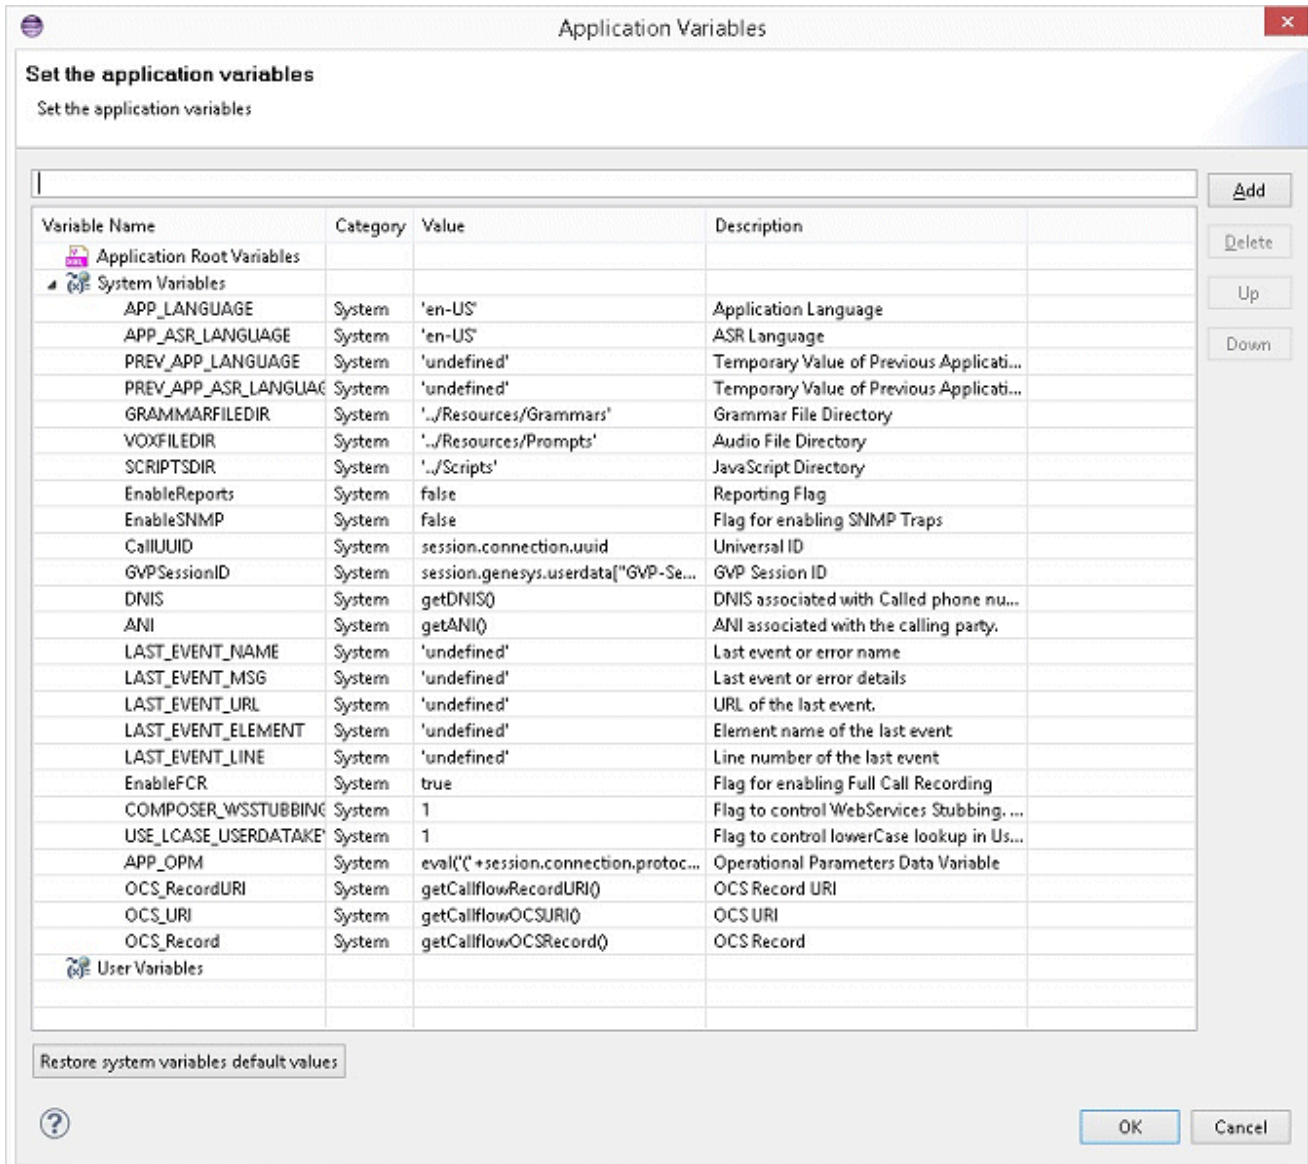 Application Variables
Set the application variables
Set the application variables
Add
Variable Name Category Value Description
Delete
Application Root Variables
System Variables
Up
APP_LANGUAGE System 'en-US' Application Language
APP_ASR_LANGUAGE System 'en-US' ASR Language
Down
PREV_APP_LANGUAGE System 'undefined' Temporary Value of Previous Applicati...
PREV_APP_ASR_LANGUAG System 'undefined' Temporary Value of Previous Applicati...
GRAMMARFILEDIR System '../Resources/Grammars' Grammar File Directory
VOXFILEDIR System '../Resources/Prompts' Audio File Directory
SCRIPTSDIR System '../Scripts' JavaScript Directory
EnableReports System false Reporting Flag
EnableSNMP System false Flag for enabling SNMP Traps
CallUUID System session.connection.uuid Universal ID
GVPSessionID System session.genesys.userdata["GVP-Se... GVP Session ID
DNIS System getDNIS() DNIS associated with Called phone nu...
ANI System getANI() ANI associated with the calling party.
LAST_EVENT_NAME System 'undefined' Last event or error name
LAST_EVENT_MSG System 'undefined' Last event or error details
LAST_EVENT_URL System 'undefined' URL of the last event.
LAST_EVENT_ELEMENT System 'undefined' Element name of the last event
LAST_EVENT_LINE System 'undefined' Line number of the last event
EnableFCR System true Flag for enabling Full Call Recording
COMPOSER_WSSTUBBING System 1 Flag to control WebServices Stubbing. ...
USE_LCASE_USERDATAKEY System 1 Flag to control lowerCase lookup in Us...
APP_OPM System eval('('+session.connection.protoc... Operational Parameters Data Variable
OCS_RecordURI System getCallflowRecordURI() OCS Record URI
OCS_URI System getCallflowOCSURI() OCS URI
OCS_Record System getCallflowOCSRecord() OCS Record
User Variables
Restore system variables default values
OK Cancel